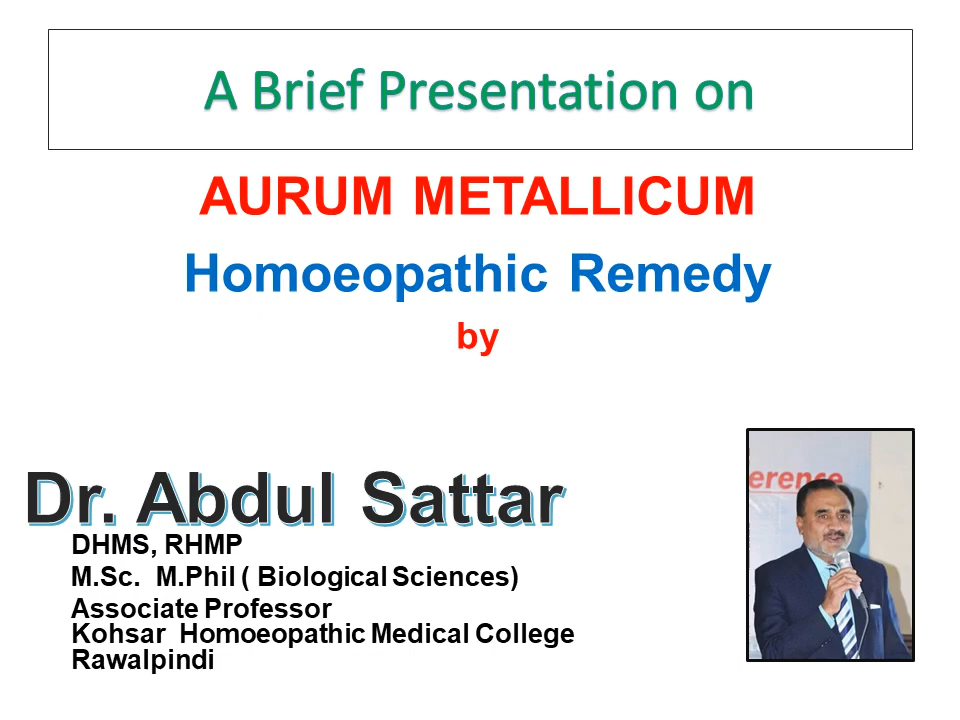 A Brief Presentation on
AURUM METALLICUM
Homoeopathic Remedy
by
Dr. Abdul Sattar
DHMS, RHMP
M.Sc. M.Phil ( Biological Sciences)
Associate Professor
Kohsar Homoeopathic Medical College
Rawalpindi
erence